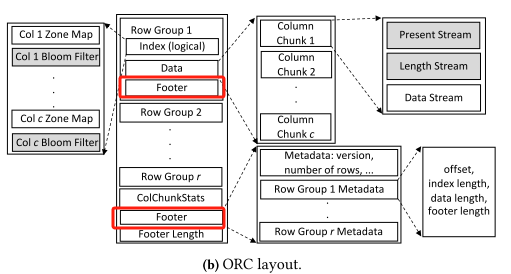 Col 1 Zone Map
Col 1 Bloom Filter
.
.
.
Col c Zone Map
Col c Bloom Filter
Row Group 1
Index (logical)
Data
Footer
Row Group 2
.
.
.
Row Group r
ColChunkStats
Footer
Footer Length
Column
Chunk 1
Column
Chunk 2
.
.
Column
Chunk c
Present Stream
Length Stream
Data Stream
Metadata: version,
number of rows, ...
Row Group 1 Metadata
.
.
Row Group r Metadata
offset,
index length,
data length,
footer length
(b) ORC layout.